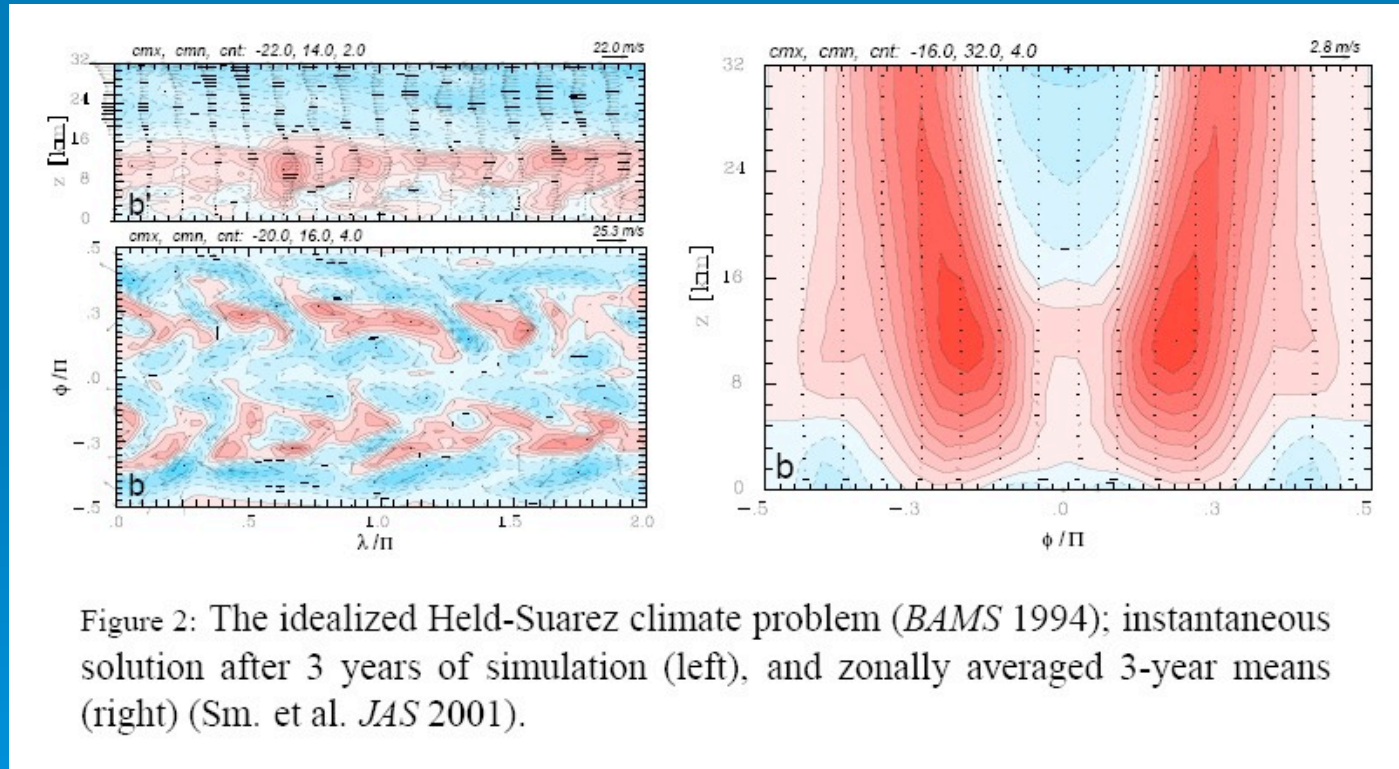 cmx, cmn, cnt: -22.0, 14.0, 2.0
22.0 m/s
32
24
16
8
0
z [km]
b'
cmx, cmn, cnt: -20.0, 16.0, 4.0
25.3 m/s
.5
.3
.0
-.3
-.5
φ/Π
b
.0 .5 1.0 1.5 2.0
λ/Π
cmx, cmn, cnt: -16.0, 32.0, 4.0
2.8 m/s
32
24
16
8
0
z [km]
b
-.5 -.3 .0 .3 .5
φ/Π
Figure 2: The idealized Held-Suarez climate problem (BAMS 1994); instantaneous
solution after 3 years of simulation (left), and zonally averaged 3-year means
(right) (Sm. et al. JAS 2001).